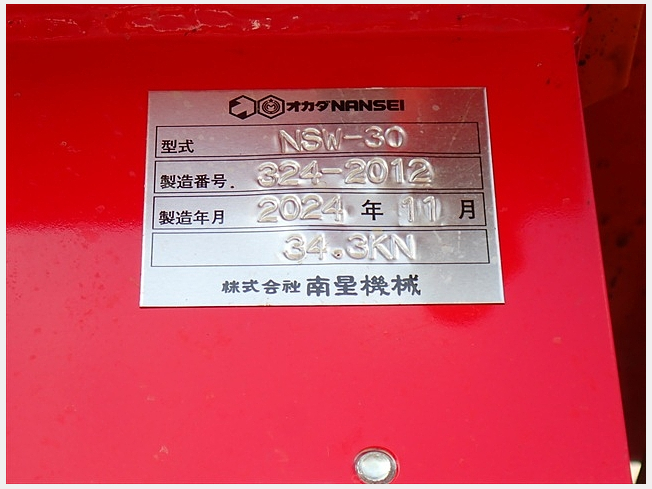 オカダNANSEI
型式 NSW-30
製造番号. 324-2012
製造年月 2024 年 11 月
34.3KN
株式会社 南星機械